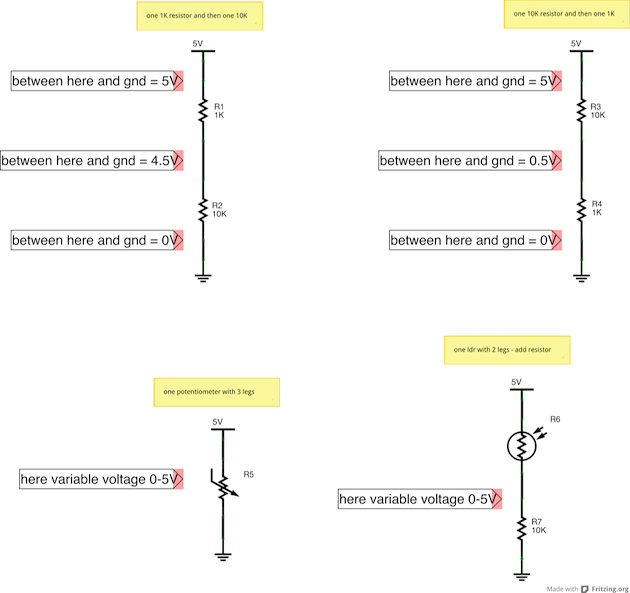 one 1K resistor and then one 10K
one 10K resistor and then one 1K
5V
between here and gnd = 5V
R1
1K
between here and gnd = 4.5V
R2
10K
between here and gnd = 0V
5V
between here and gnd = 5V
R3
10K
between here and gnd = 0.5V
R4
1K
between here and gnd = 0V
one potentiometer with 3 legs
5V
here variable voltage 0-5V
R5
one ldr with 2 legs - add resistor
5V
R6
here variable voltage 0-5V
R7
10K
Made with Fritzing.org